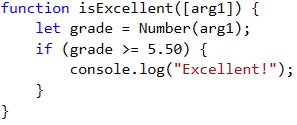 function isExcellent([arg1]) {
    let grade = Number(arg1);
    if (grade >= 5.50) {
        console.log("Excellent!");
    }
}